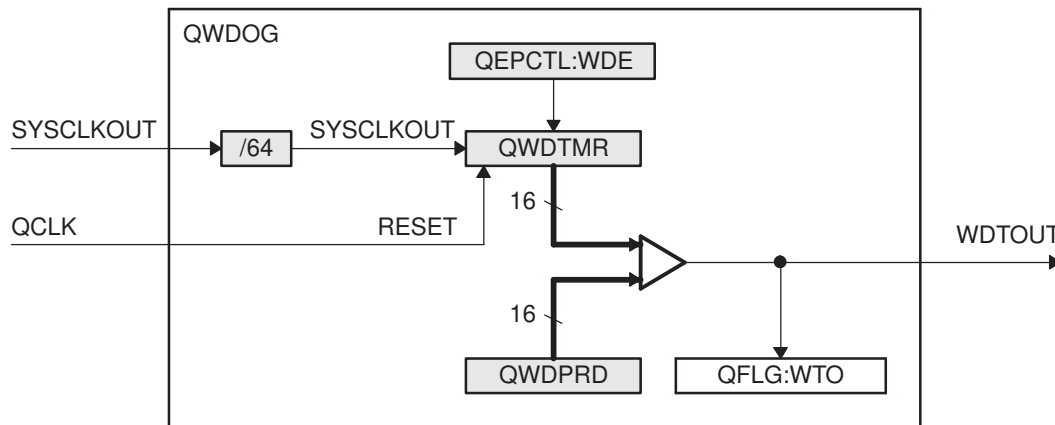 QWDOG
QEPCTL:WDE
SYSCLKOUT
/64
SYSCLKOUT
QWDTMR
16
QCLK
RESET
WDTOUT
16
QWDPRD
QFLG:WTO